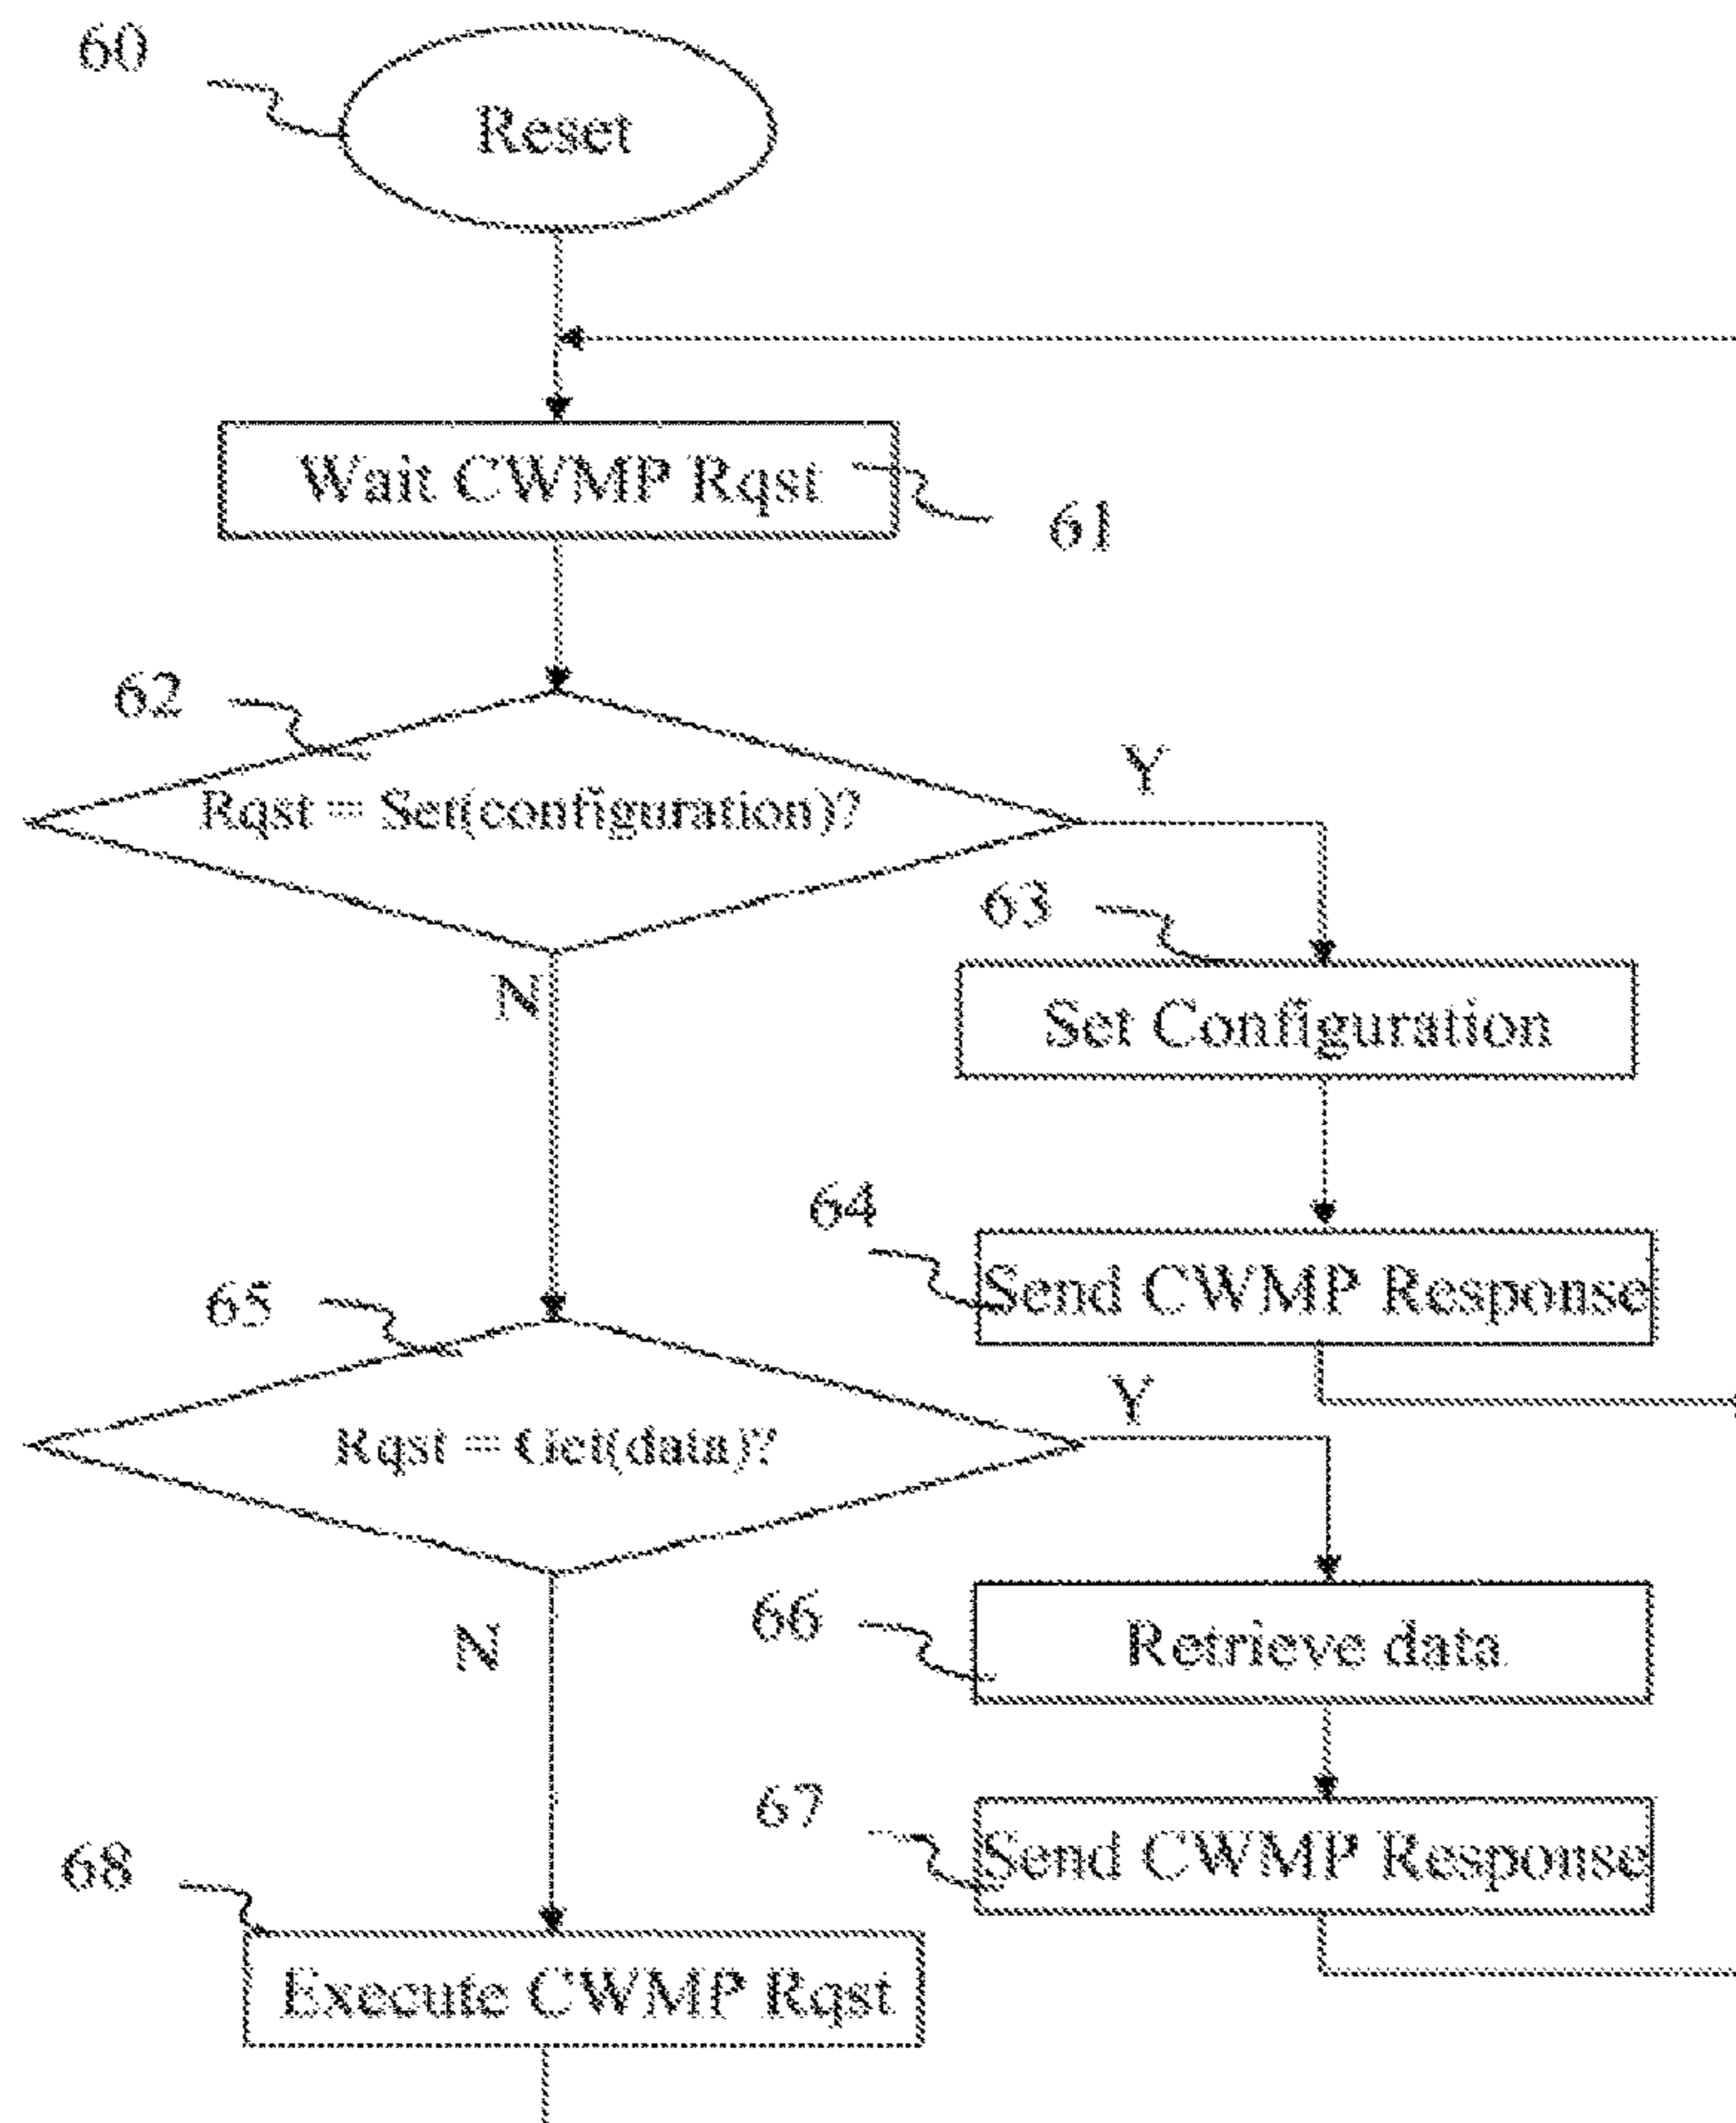 60
Reset
Wait CWMP Rqst
61
62
Rqst = Set(configuration)?
Y
63
N
Set Configuration
64
Send CWMP Response
65
Y
Rqst = Get(data)?
66
N
Retrieve data
67
Send CWMP Response
68
Execute CWMP Rqst